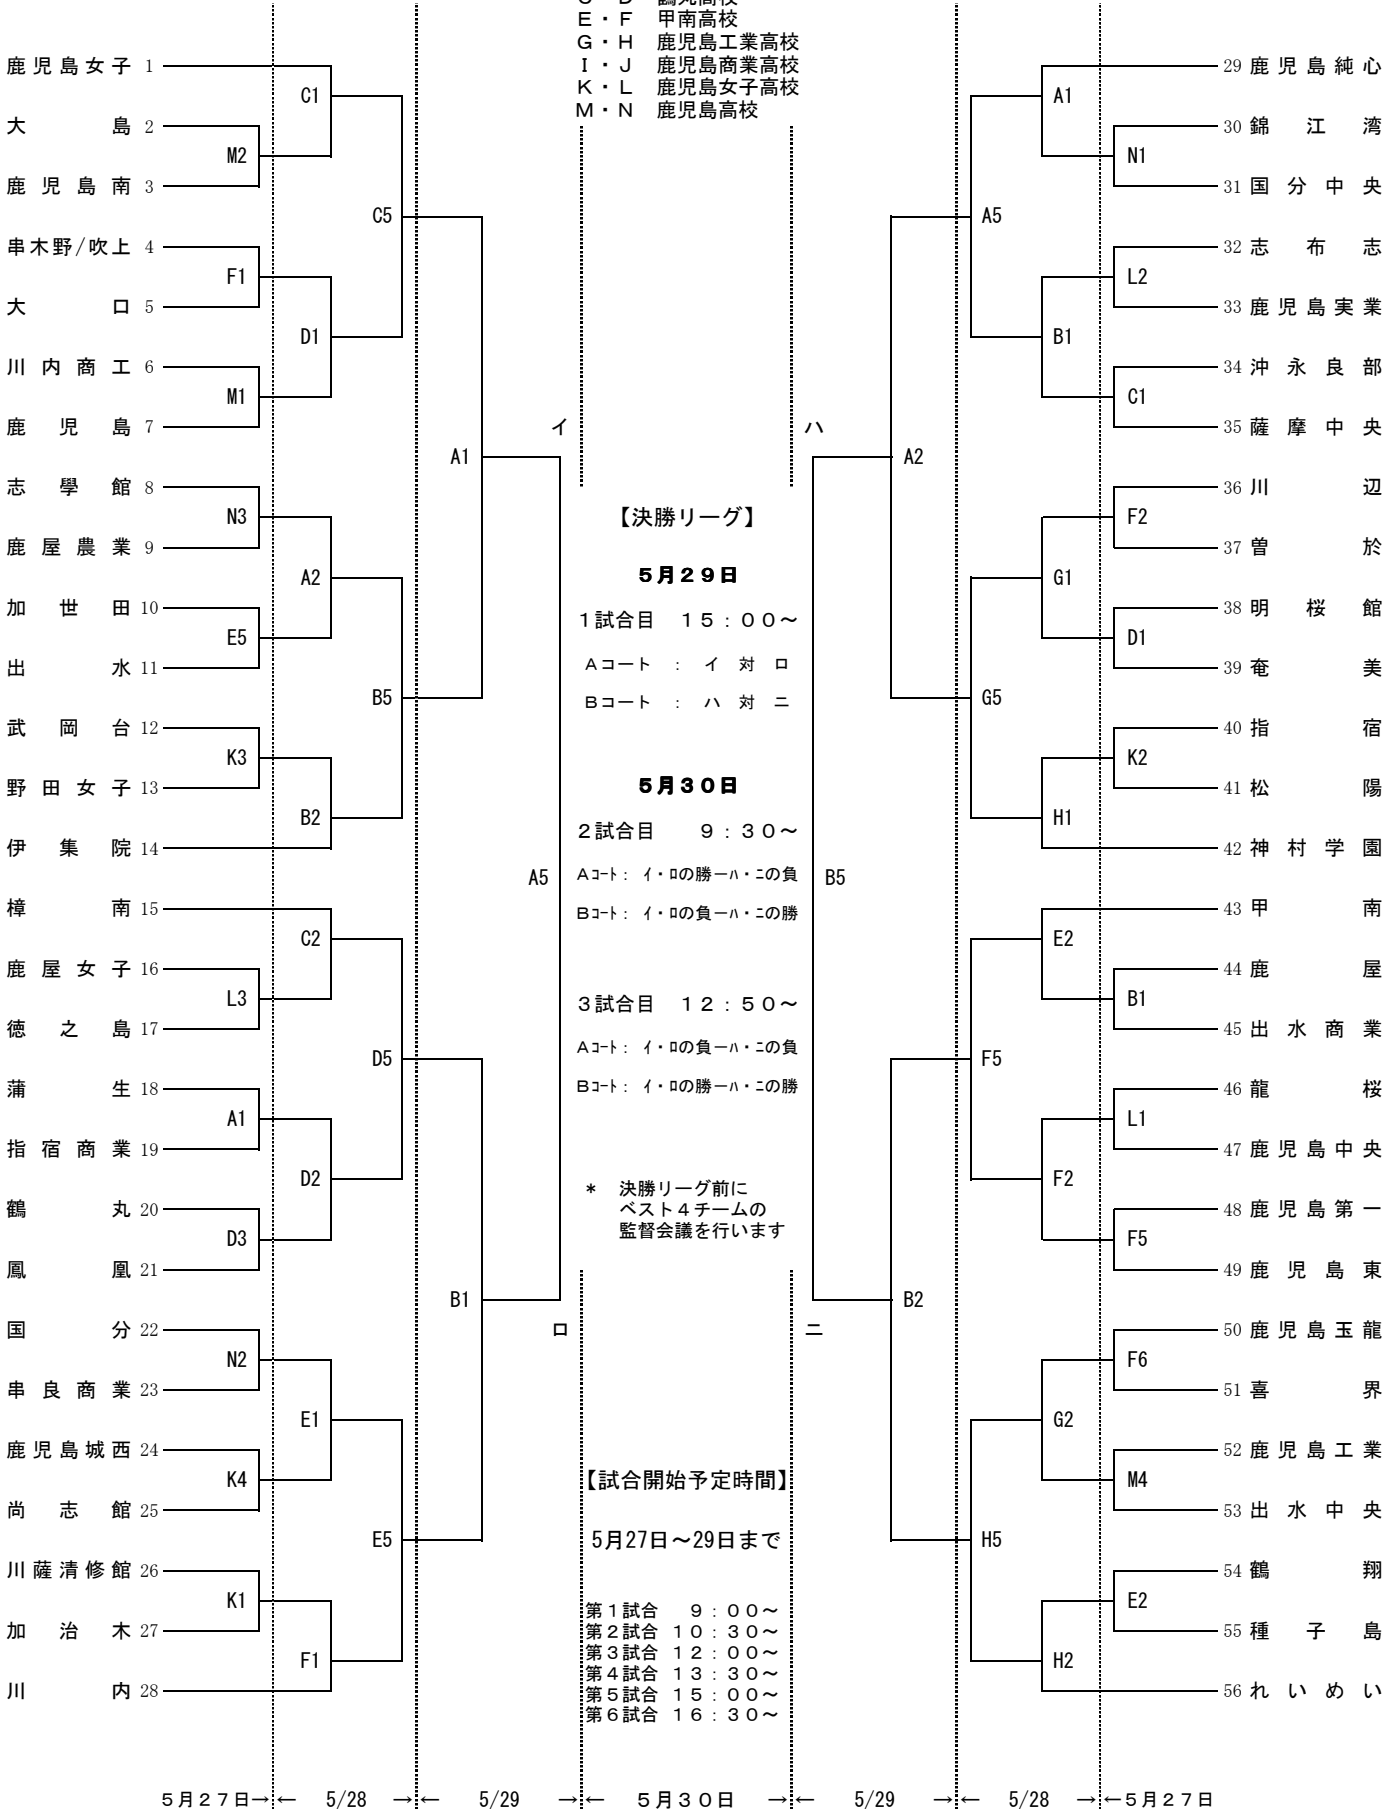 E・F 甲南高校
G・H 鹿児島工業高校
I・J 鹿児島商業高校
K・L 鹿児島女子高校
M・N 鹿児島高校
鹿児島女子 1
大島 2
鹿児島南 3
串木野/吹上 4
大口 5
川内商工 6
鹿児島 7
志學館 8
鹿屋農業 9
加世田 10
出水 11
武岡台 12
野田女子 13
伊集院 14
樟南 15
鹿屋女子 16
徳之島 17
蒲生 18
指宿商業 19
鶴丸 20
鳳凰 21
国分 22
串良商業 23
鹿児島城西 24
尚志館 25
川薩清修館 26
加治木 27
川内 28
M2
F1
M1
N3
E5
K3
L3
A1
D3
N2
K4
K1
C1
D1
A2
B2
C2
D2
E1
F1
C5
B5
D5
E5
A1
B1
A5
イ
ロ
【決勝リーグ】
5月29日
1試合目 15:00～
Aコート : イ 対 ロ
Bコート : ハ 対 ニ
5月30日
2試合目 9:30～
Aコート: イ・ロの勝ーハ・ニの負
Bコート: イ・ロの負ーハ・ニの勝
3試合目 12:50～
Aコート: イ・ロの負ーハ・ニの負
Bコート: イ・ロの勝ーハ・ニの勝
* 決勝リーグ前に
ベスト4チームの
監督会議を行います
【試合開始予定時間】
5月27日～29日まで
第1試合 9:00～
第2試合 10:30～
第3試合 12:00～
第4試合 13:30～
第5試合 15:00～
第6試合 16:30～
ハ
ニ
B5
A2
B2
A5
G5
F5
H5
A1
B1
G1
H1
E2
F2
G2
H2
N1
L2
C1
F2
D1
K2
B1
L1
F5
F6
M4
E2
29 鹿児島純心
30 錦江湾
31 国分中央
32 志布志
33 鹿児島実業
34 沖永良部
35 薩摩中央
36 川辺
37 曽於
38 明桜館
39 奄美
40 指宿
41 松陽
42 神村学園
43 甲南
44 鹿屋
45 出水商業
46 龍桜
47 鹿児島中央
48 鹿児島第一
49 鹿児島東
50 鹿児島玉龍
51 喜界
52 鹿児島工業
53 出水中央
54 鶴翔
55 種子島
56 れいめい
5月27日→ ← 5/28 → ← 5/29 → ← 5月30日 → ← 5/29 → ← 5/28 → ←5月27日